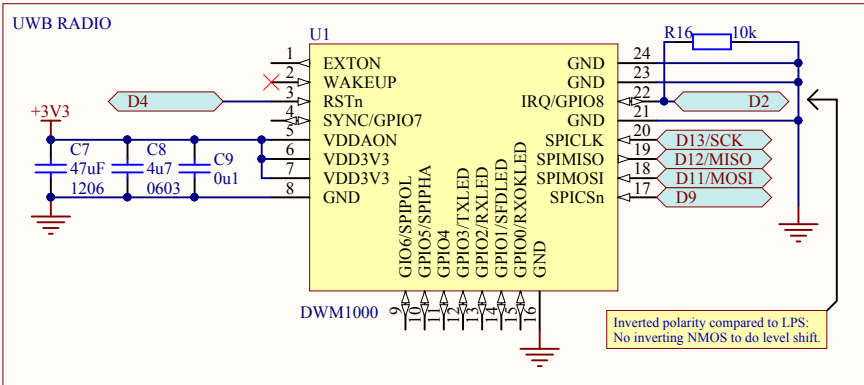 UWB RADIO
U1
R16 10k
1 EXTON
2 WAKEUP
D4 3 RSTn
4 SYNC/GPIO7
+3V3
5 VDDAON
6 VDD3V3
7 VDD3V3
8 GND
C7
47uF
1206
C8
4u7
0603
C9
0u1
GND 24
GND 23
IRQ/GPIO8 22 D2
GND 21
SPICLK 20 D13/SCK
SPIMISO 19 D12/MISO
SPIMOSI 18 D11/MOSI
SPICSn 17 D9
GIO6/SPIPOL 9
GPIO5/SPIPHA 10
GPIO4 11
GPIO3/TXLED 12
GPIO2/RXLED 13
GPIO1/SFDLED 14
GPIO0/RXOKLED 15
GND 16
DWM1000
Inverted polarity compared to LPS:
No inverting NMOS to do level shift.